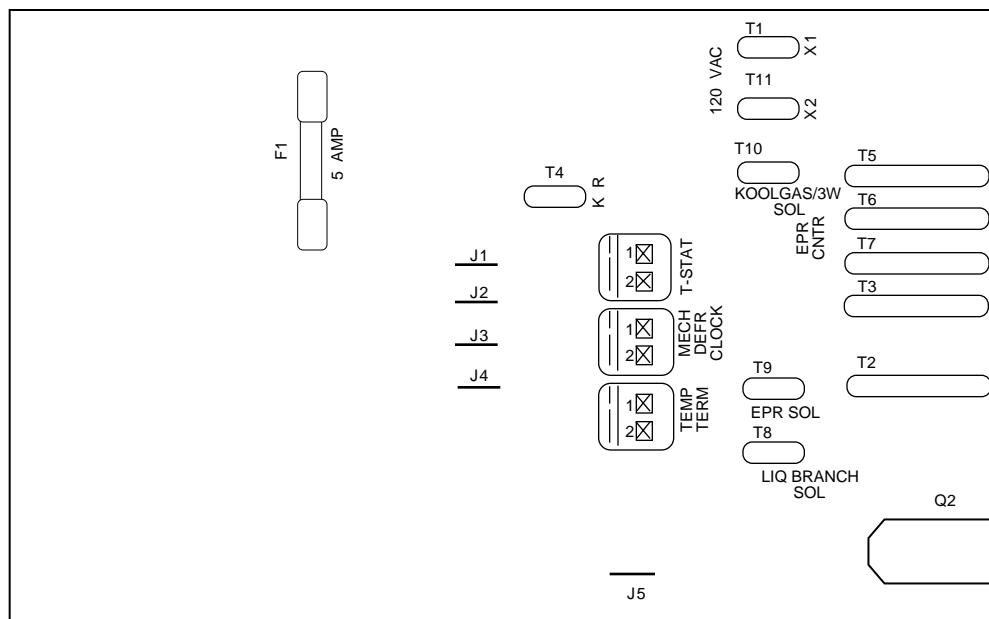 T1
X1
120 VAC
T11
X2
F1
5 AMP
T10
KOOLGAS/3W
SOL
T5
T4
K R
T6
EPR
CNTR
T7
T3
J1
J2
J3
J4
1
2
T-STAT
1
2
MECH
DEFR
CLOCK
1
2
TEMP
TERM
T9
EPR SOL
T2
T8
LIQ BRANCH
SOL
Q2
J5